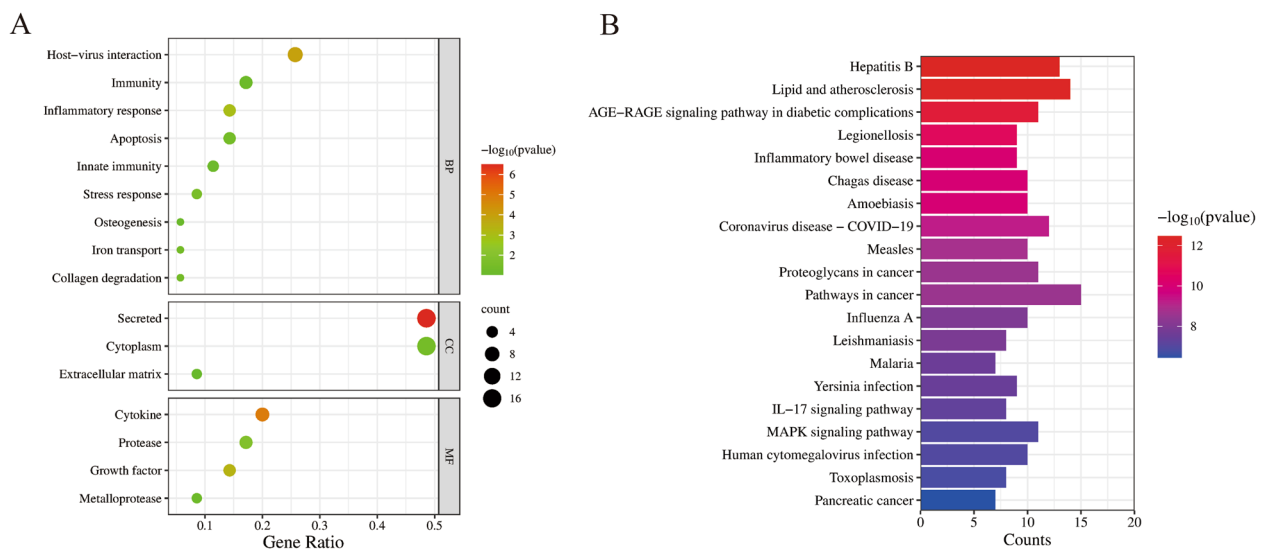 A
Host−virus interaction
Immunity
Inflammatory response
Apoptosis
Innate immunity
Stress response
Osteogenesis
Iron transport
Collagen degradation
BP
Secreted
Cytoplasm
Extracellular matrix
CC
Cytokine
Protease
Growth factor
Metalloprotease
MF
0.1 0.2 0.3 0.4 0.5
Gene Ratio
−log10(pvalue)
6
5
4
3
2
count
4
8
12
16
B
Hepatitis B
Lipid and atherosclerosis
AGE−RAGE signaling pathway in diabetic complications
Legionellosis
Inflammatory bowel disease
Chagas disease
Amoebiasis
Coronavirus disease − COVID−19
Measles
Proteoglycans in cancer
Pathways in cancer
Influenza A
Leishmaniasis
Malaria
Yersinia infection
IL−17 signaling pathway
MAPK signaling pathway
Human cytomegalovirus infection
Toxoplasmosis
Pancreatic cancer
0 5 10 15 20
Counts
−log10(pvalue)
12
10
8